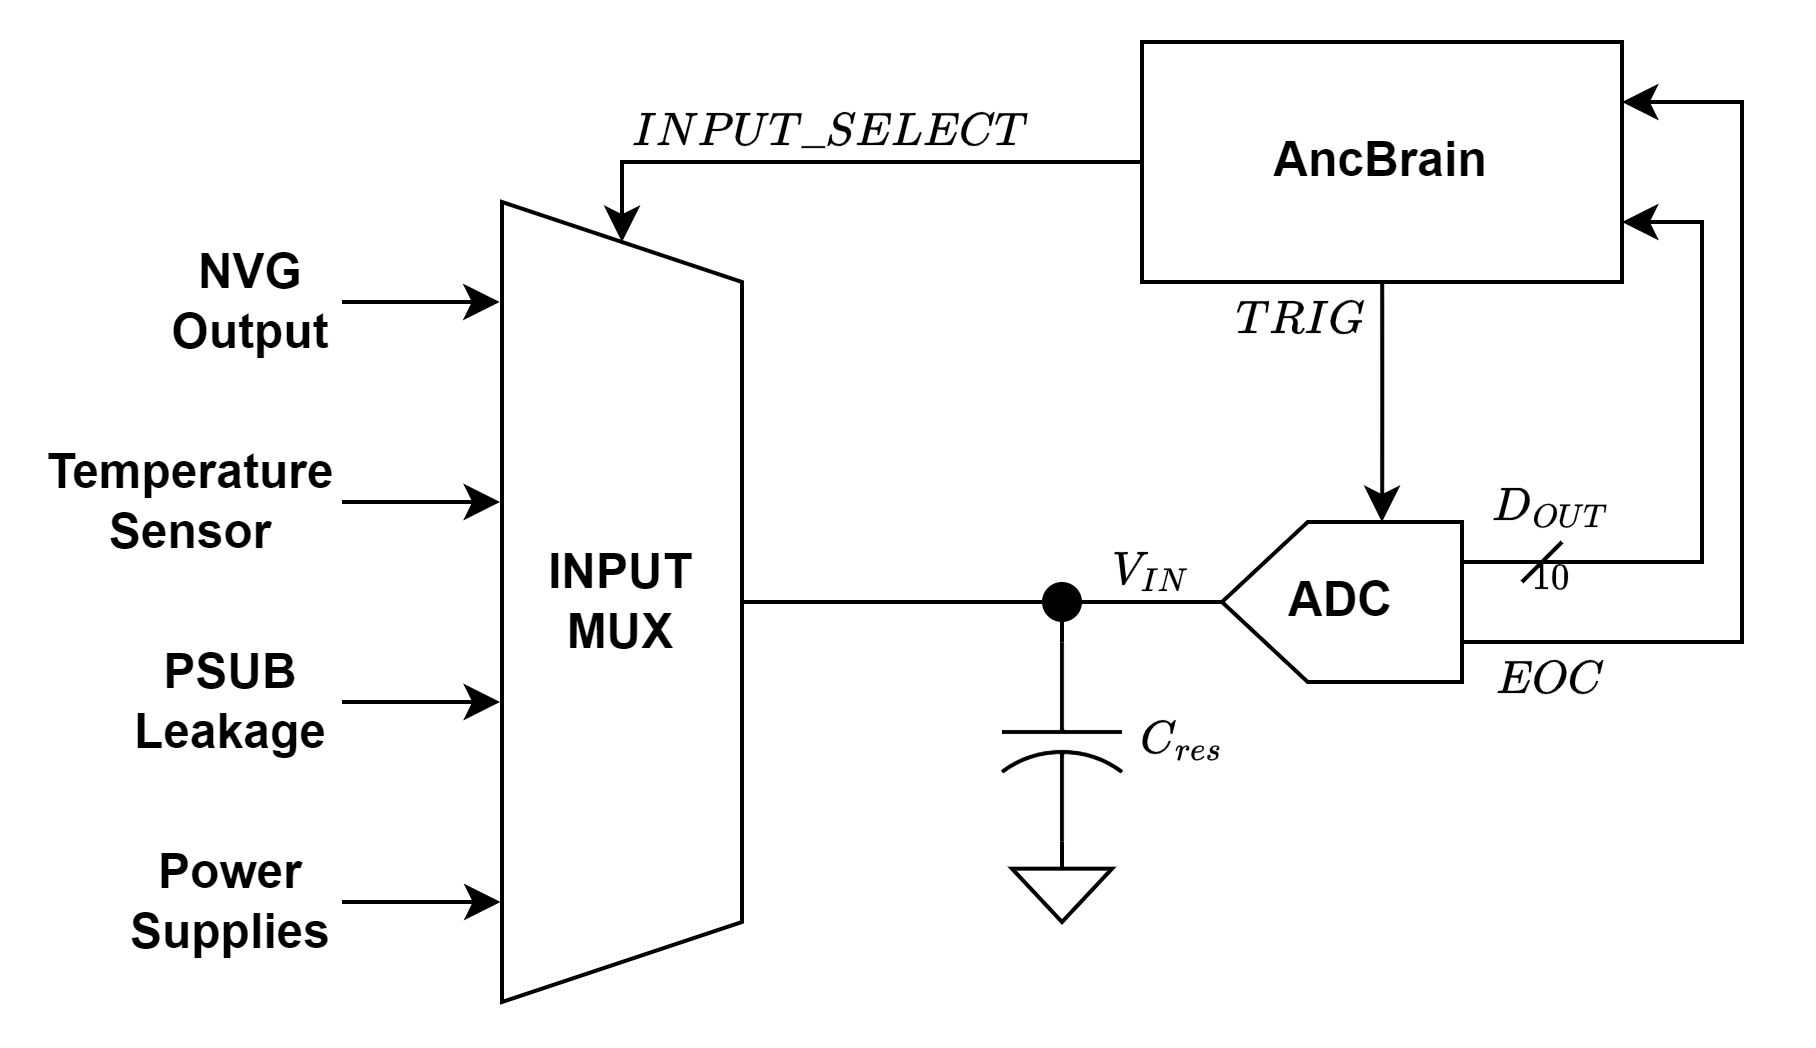 INPUT_SELECT
AncBrain
NVG
Output
TRIG
Temperature
Sensor
D_OUT
10
INPUT
MUX
V_IN
ADC
EOC
PSUB
Leakage
C_res
Power
Supplies